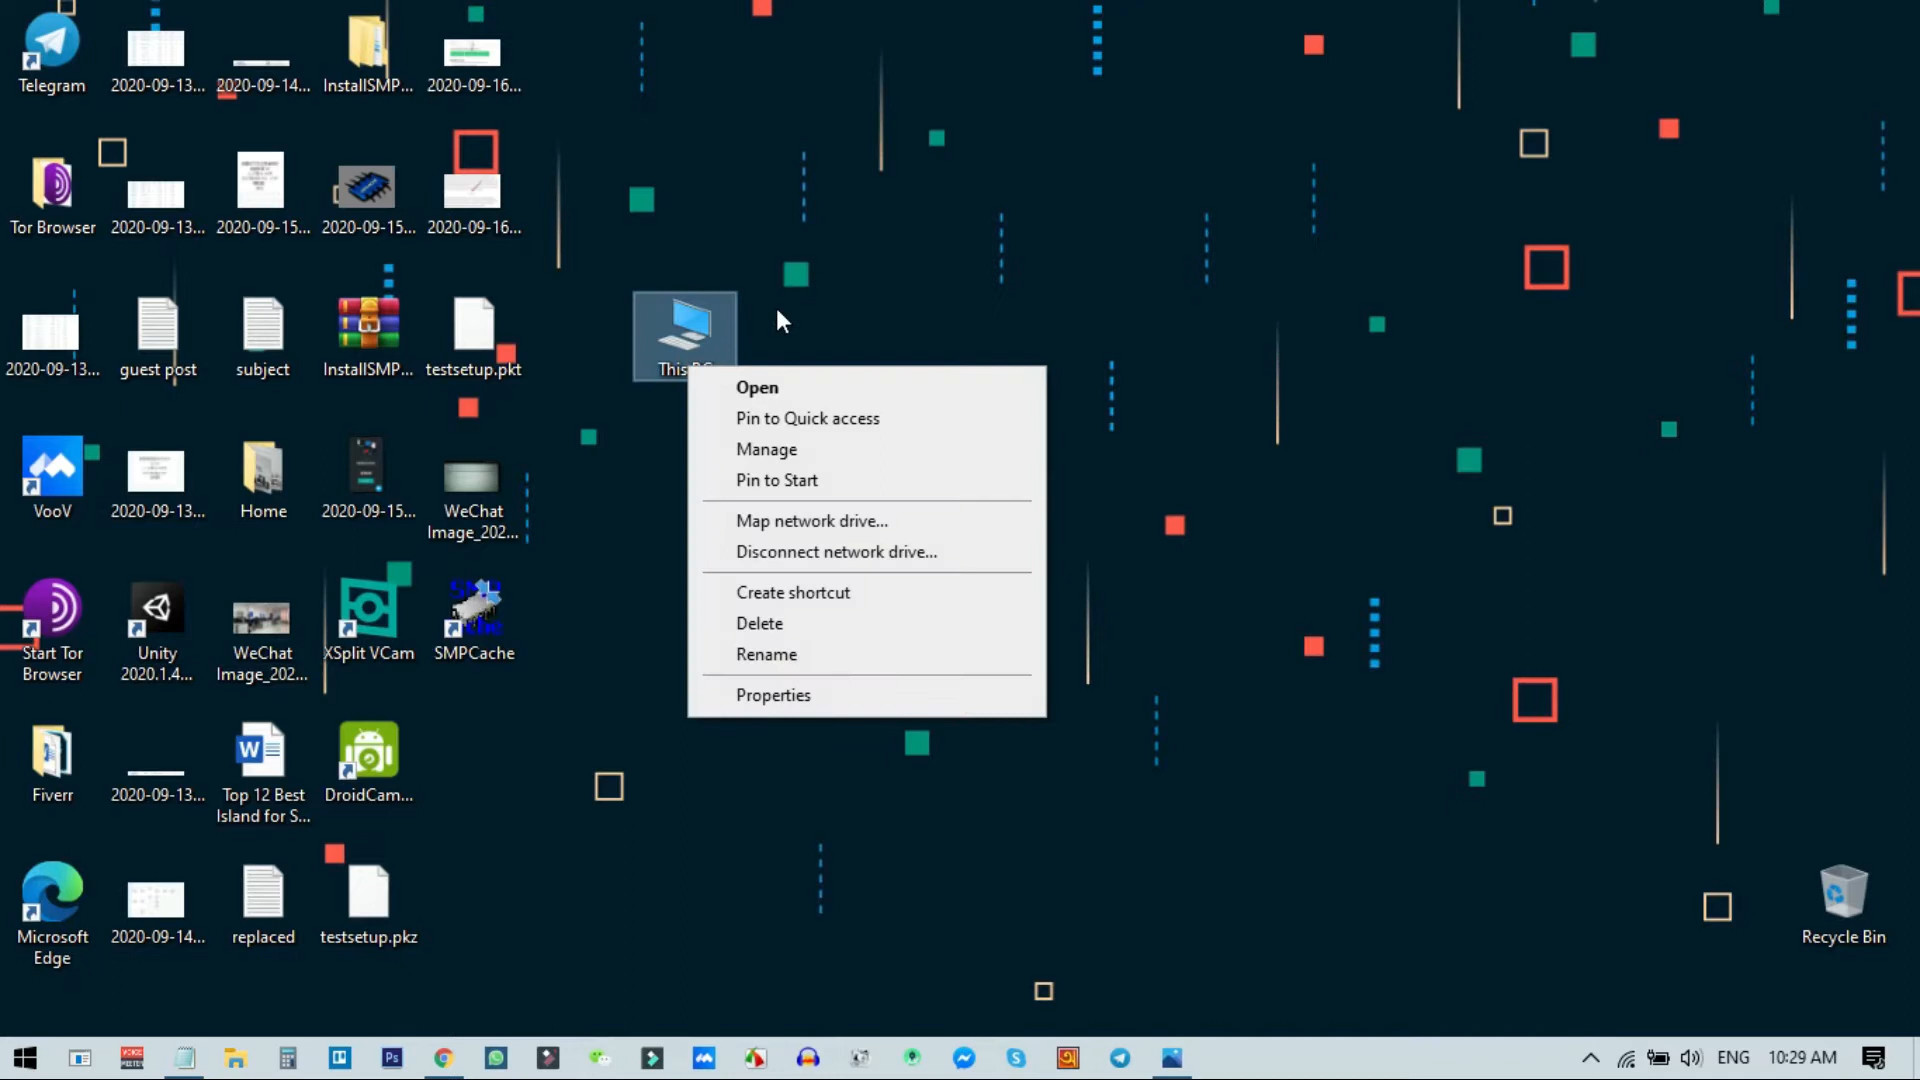 Telegram
2020-09-13...
2020-09-14...
InstallSMP...
2020-09-16...
Tor Browser
2020-09-13...
2020-09-15...
2020-09-15...
2020-09-16...
2020-09-13...
guest post
subject
InstallSMP...
testsetup.pkt
VooV
2020-09-13...
Home
2020-09-15...
WeChat
Image_202...
Start Tor
Browser
Unity
2020.1.4...
WeChat
Image_202...
XSplit VCam
SMPCache
Fiverr
2020-09-13...
Top 12 Best
Island for S...
DroidCam...
Microsoft
Edge
2020-09-14...
replaced
testsetup.pkz
This
Open
Pin to Quick access
Manage
Pin to Start
Map network drive...
Disconnect network drive...
Create shortcut
Delete
Rename
Properties
Recycle Bin
ENG
10:29 AM